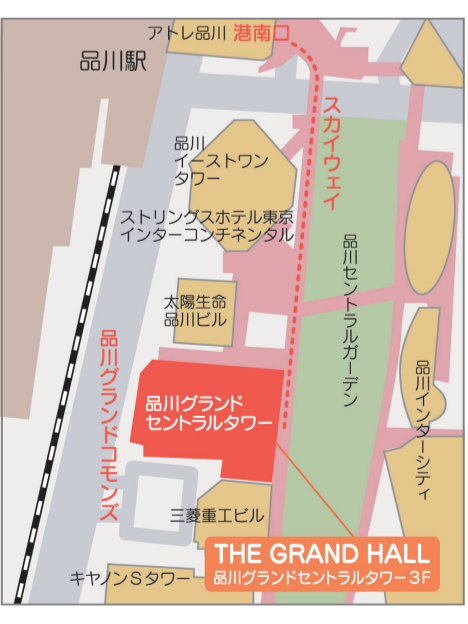 アトレ品川 港南口
品川駅
スカイウェイ
品川
イーストワン
タワー
ストリングスホテル東京
インターコンチネンタル
品川セントラルガーデン
太陽生命
品川ビル
品川グランドコモンズ
品川グランド
セントラルタワー
品川インターシティ
三菱重工ビル
THE GRAND HALL
品川グランドセントラルタワー3F
キヤノンSタワー